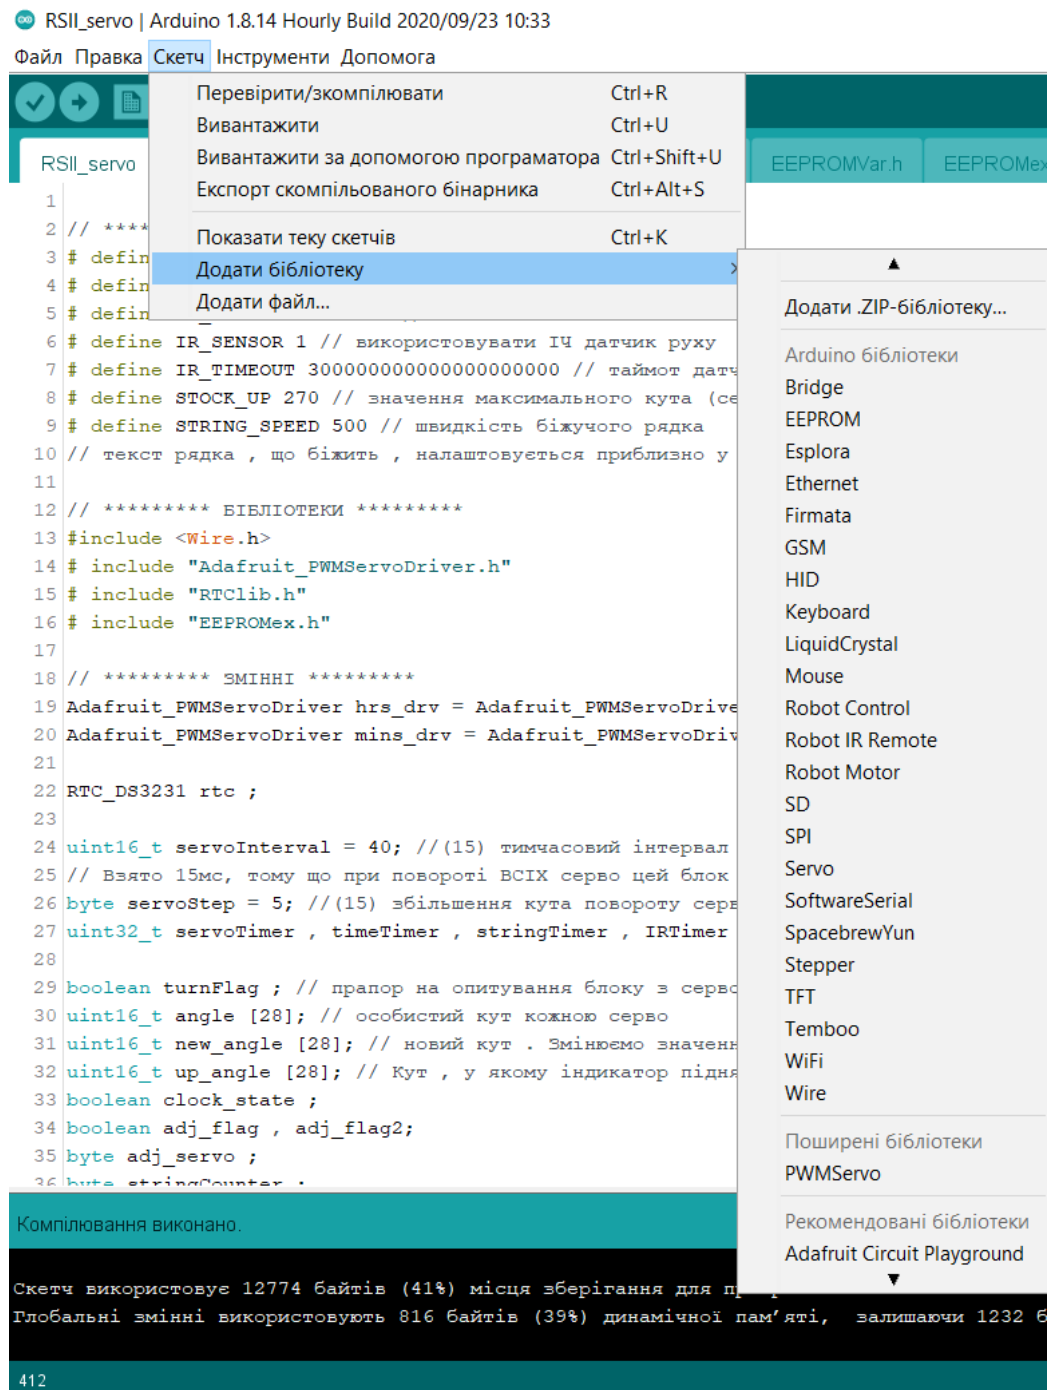 RSII_servo | Arduino 1.8.14 Hourly Build 2020/09/23 10:33
Файл Правка Скетч Інструменти Допомога
Перевірити/зкомпілювати Ctrl+R
Вивантажити Ctrl+U
Вивантажити за допомогою програматора Ctrl+Shift+U
Експорт скомпільованого бінарника Ctrl+Alt+S
Показати теку скетчів Ctrl+K
Додати бібліотеку
Додати файл...
RSII_servo EEPROMVar.h EEPROMex
1
2 // ****
3 # defin
4 # defin
5 # defin
6 # define IR_SENSOR 1 // використовувати ІЧ датчик руху
7 # define IR_TIMEOUT 300000000000000000000 // таймот датч
8 # define STOCK_UP 270 // значення максимального кута (се
9 # define STRING_SPEED 500 // швидкість біжучого рядка
10 // текст рядка , що біжить , налаштовується приблизно у
11
12 // ********* БІБЛІОТЕКИ *********
13 #include <Wire.h>
14 # include "Adafruit_PWMServoDriver.h"
15 # include "RTClib.h"
16 # include "EEPROMex.h"
17
18 // ********* ЗМІННІ *********
19 Adafruit_PWMServoDriver hrs_drv = Adafruit_PWMServoDrive
20 Adafruit_PWMServoDriver mins_drv = Adafruit_PWMServoDriv
21
22 RTC_DS3231 rtc ;
23
24 uint16_t servoInterval = 40; //(15) тимчасовий інтервал
25 // Взято 15мс, тому що при повороті ВСІХ серво цей блок
26 byte servoStep = 5; //(15) збільшення кута повороту серв
27 uint32_t servoTimer , timeTimer , stringTimer , IRTimer
28
29 boolean turnFlag ; // прапор на опитування блоку з серво
30 uint16_t angle [28]; // особистий кут кожною серво
31 uint16_t new_angle [28]; // новий кут . Змінюємо значенн
32 uint16_t up_angle [28]; // Кут , у якому індикатор підня
33 boolean clock_state ;
34 boolean adj_flag , adj_flag2;
35 byte adj_servo ;
36 byte stringCounter ;
Додати .ZIP-бібліотеку...
Arduino бібліотеки
Bridge
EEPROM
Esplora
Ethernet
Firmata
GSM
HID
Keyboard
LiquidCrystal
Mouse
Robot Control
Robot IR Remote
Robot Motor
SD
SPI
Servo
SoftwareSerial
SpacebrewYun
Stepper
TFT
Temboo
WiFi
Wire
Поширені бібліотеки
PWMServo
Рекомендовані бібліотеки
Adafruit Circuit Playground
Компілювання виконано.
Скетч використовує 12774 байтів (41%) місця зберігання для
Глобальні змінні використовують 816 байтів (39%) динамічної пам'яті, залишаючи 1232 б
412